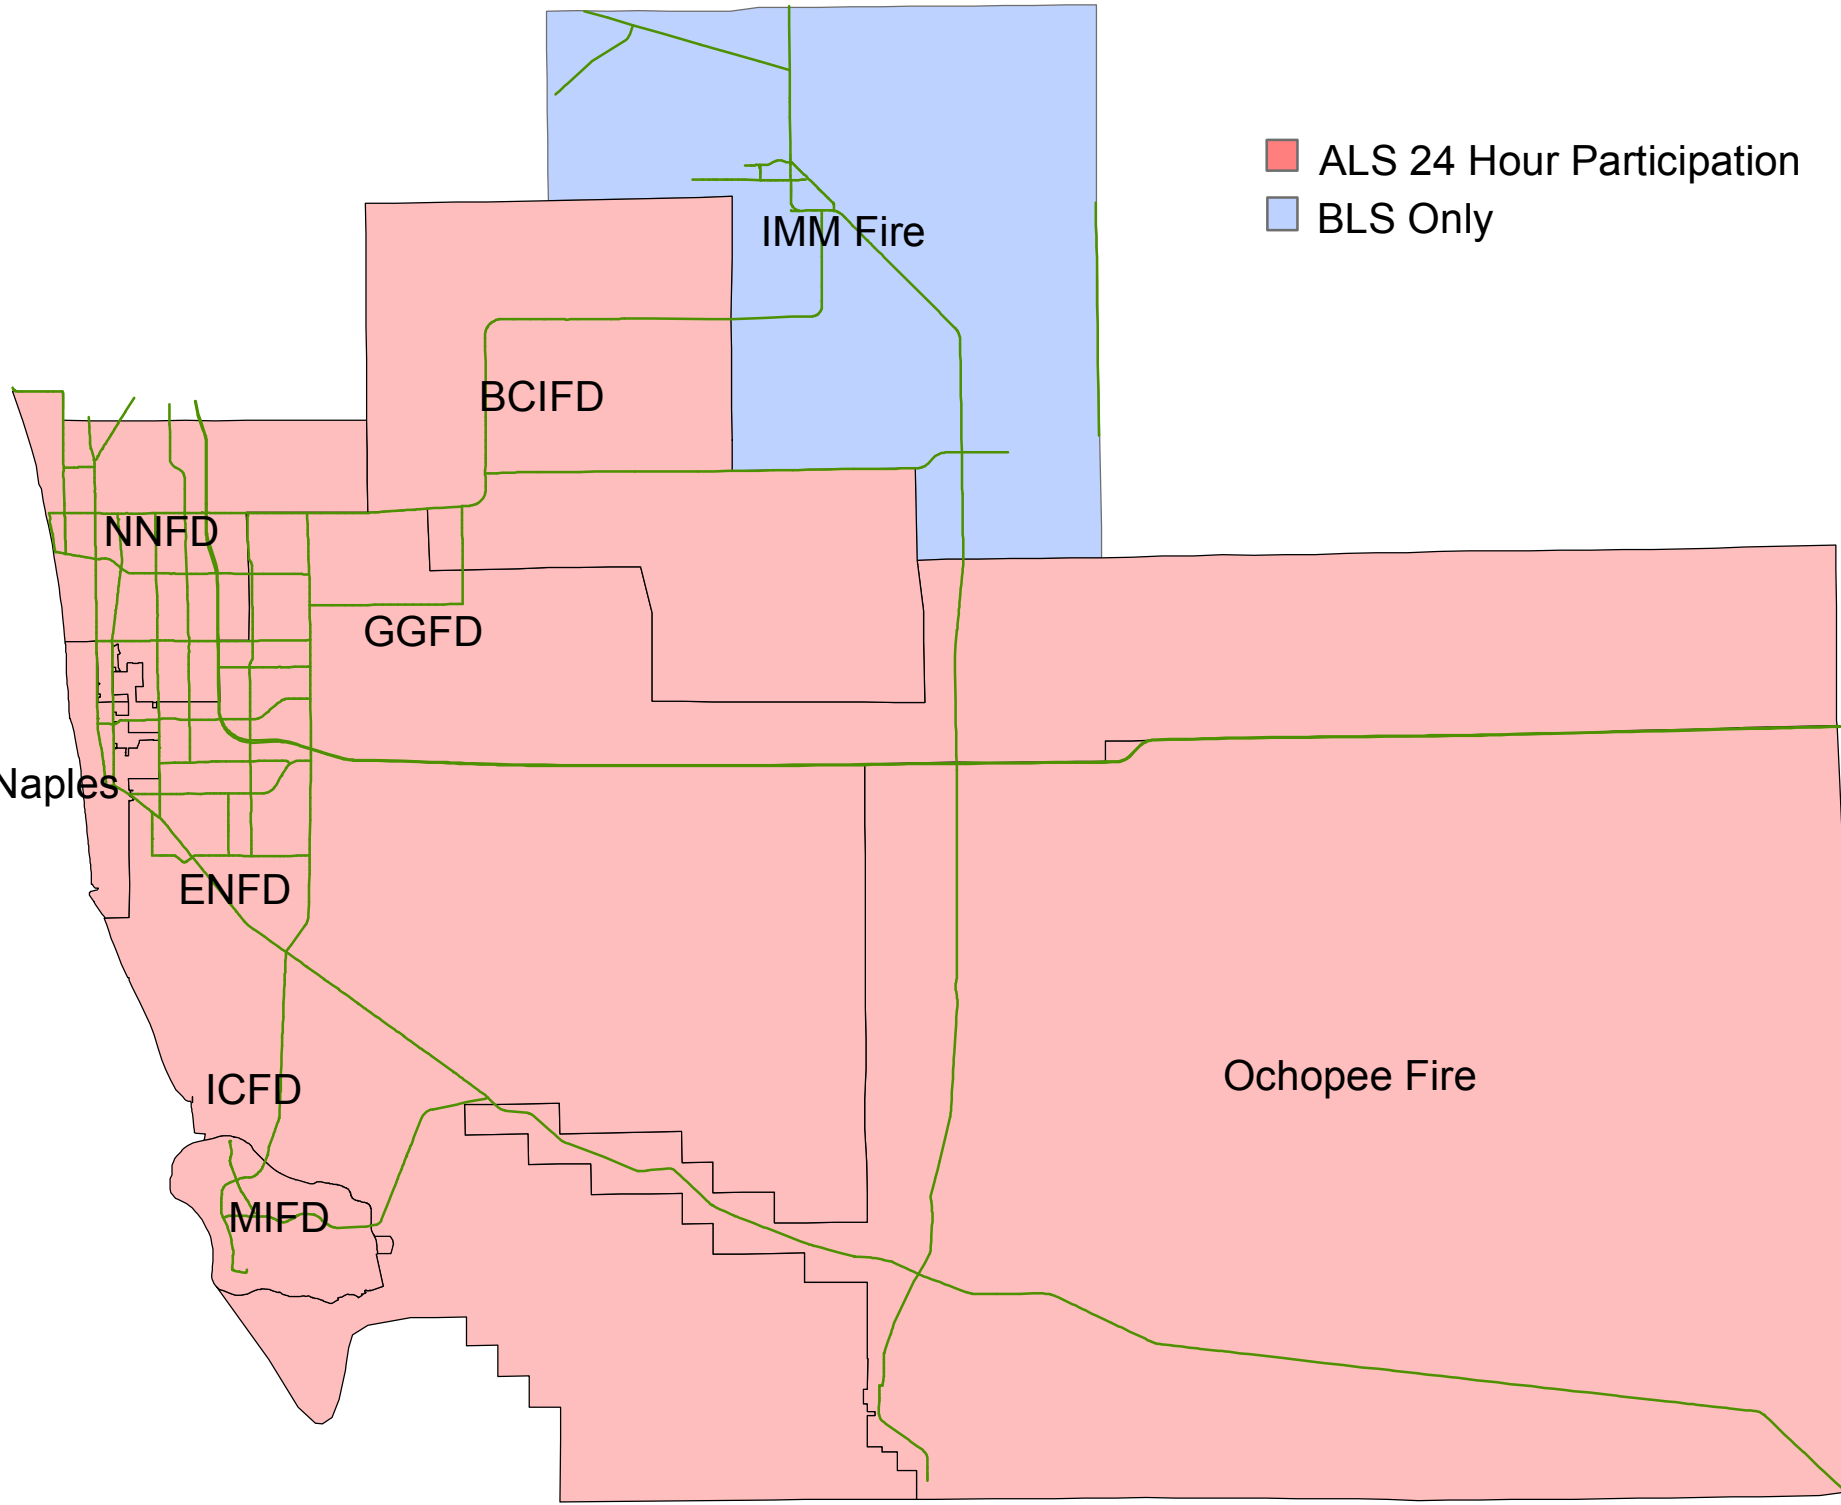 ALS 24 Hour Participation
BLS Only
IMM Fire
BCIFD
NNFD
GGFD
Naples
ENFD
Ochopee Fire
ICFD
MIFD